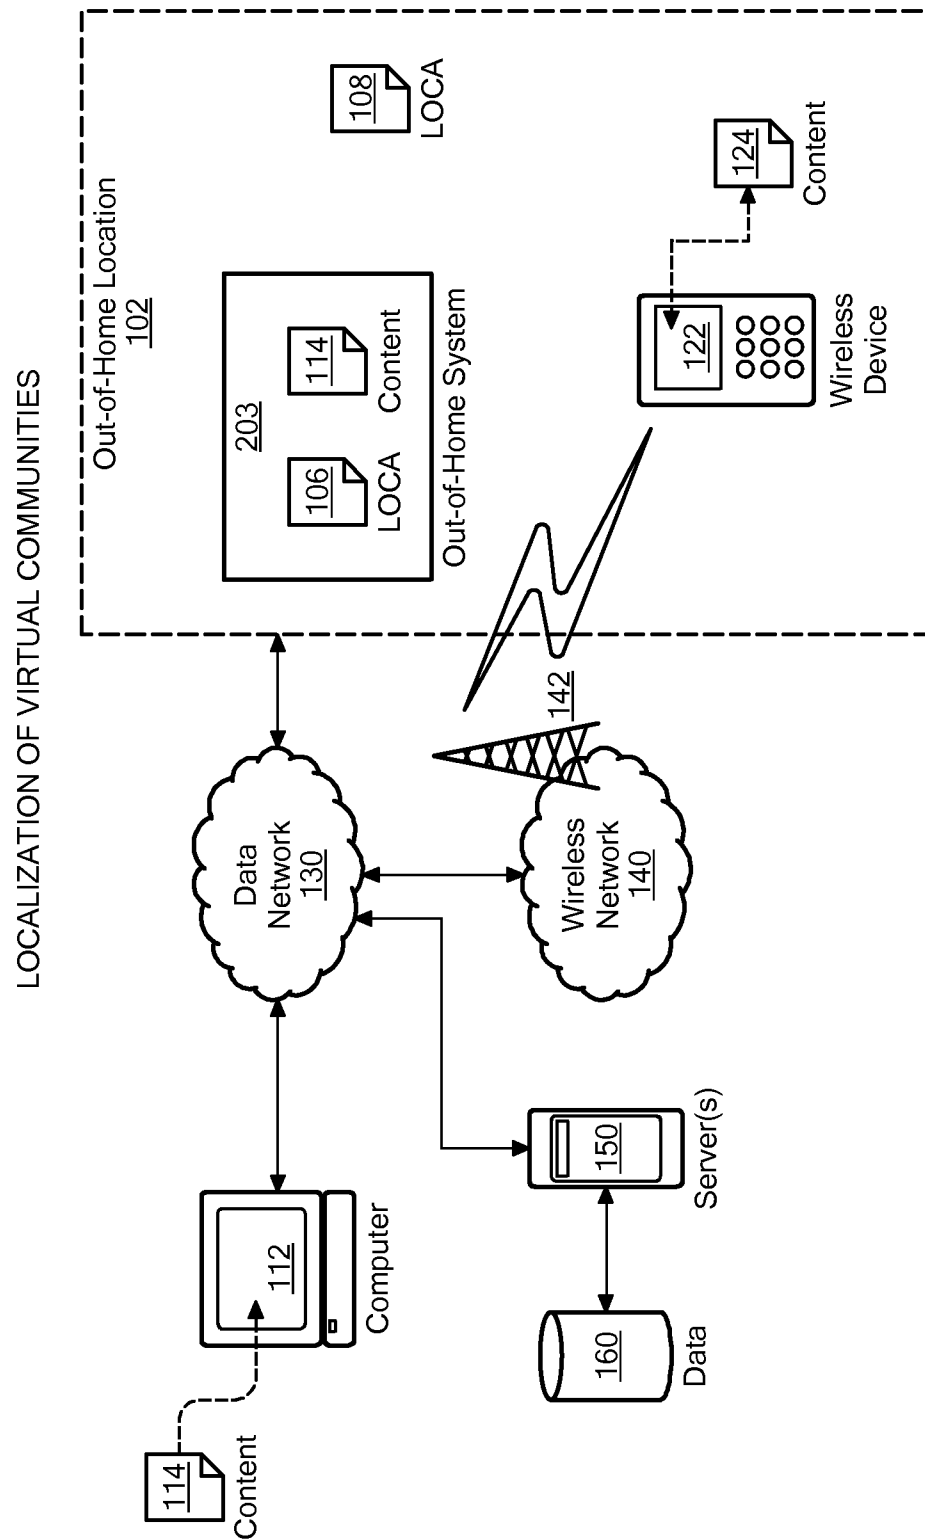 LOCALIZATION OF VIRTUAL COMMUNITIES
114
Content
112
Computer
Data
Network
130
Out-of-Home Location
102
203
106
LOCA
114
Content
Out-of-Home System
108
LOCA
160
Data
150
Server(s)
Wireless
Network
140
142
122
Wireless
Device
124
Content